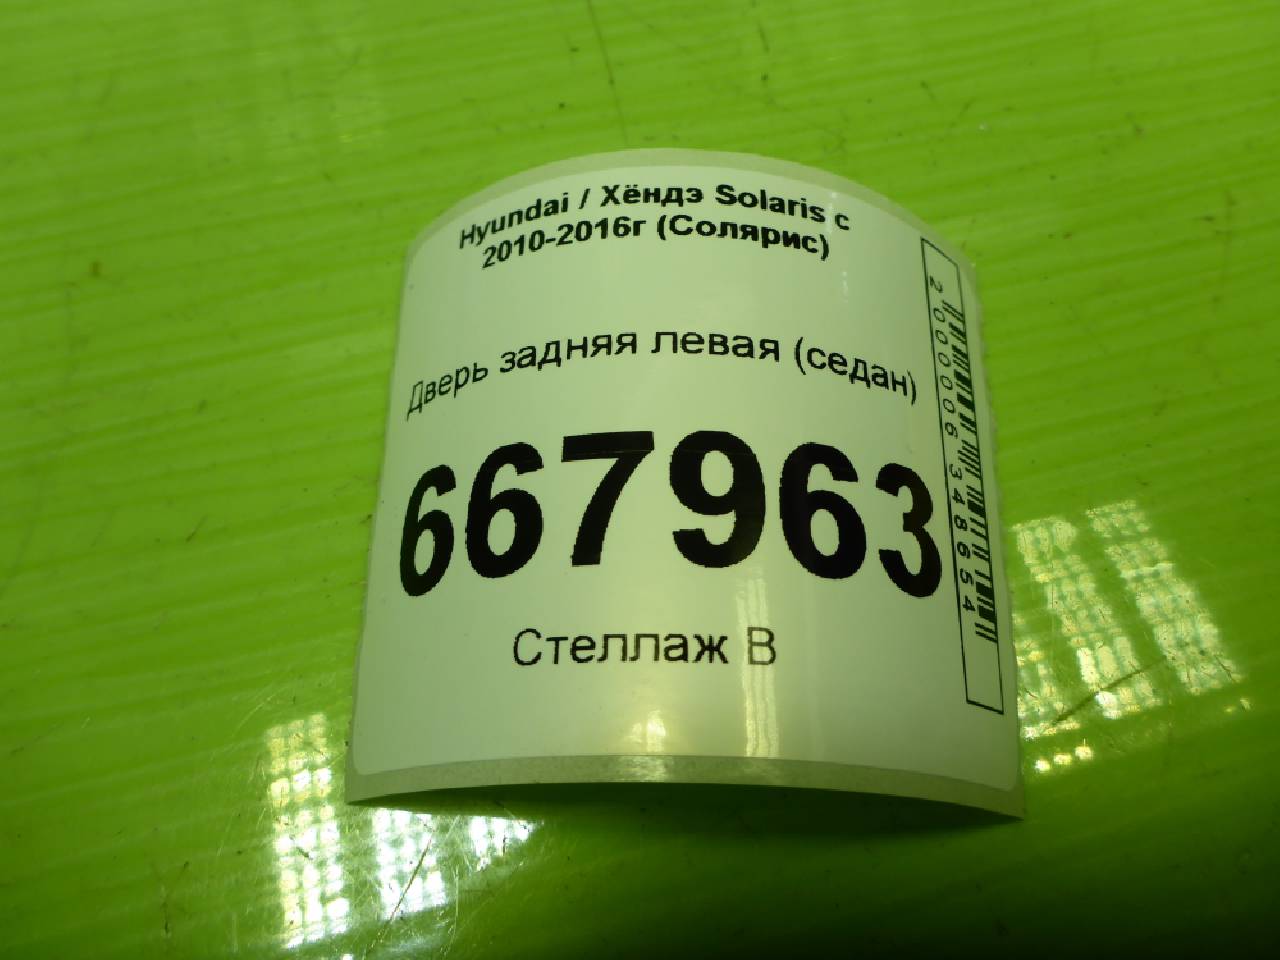 Hyundai / Хёндэ Solaris с
2010-2016г (Солярис)
Дверь задняя левая (седан)
667963
Стеллаж В
2000006348654